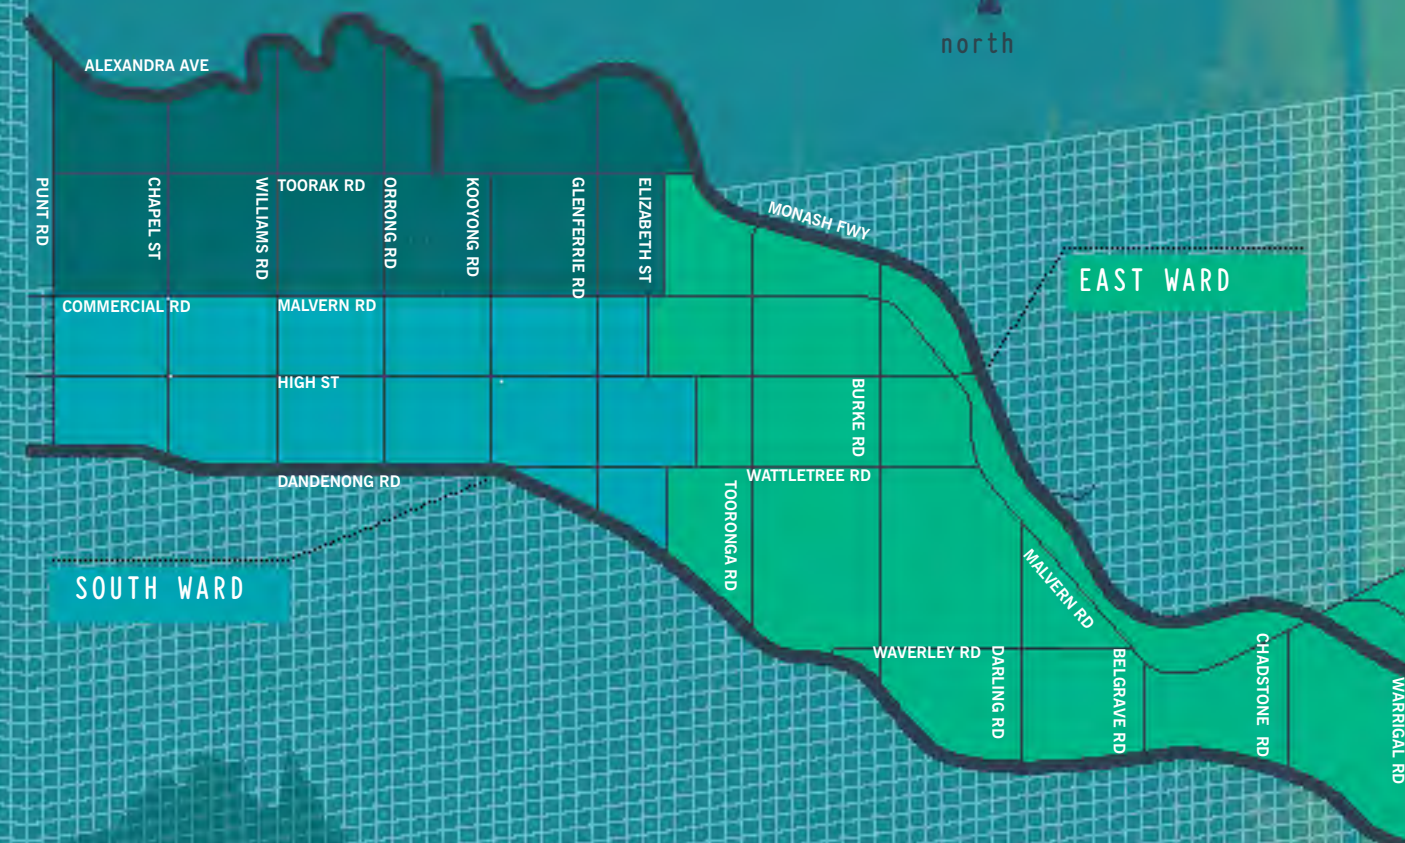 north
ALEXANDRA AVE
PUNT RD
CHAPEL ST
WILLIAMS RD
TOORAK RD
ORRONG RD
KOOYONG RD
GLENFERRIE RD
ELIZABETH ST
MONASH FWY
EAST WARD
COMMERCIAL RD
MALVERN RD
HIGH ST
BURKE RD
DANDENONG RD
WATTLETREE RD
TOORONGA RD
SOUTH WARD
MALVERN RD
WAVERLEY RD
DARLING RD
BELGRAVE RD
CHADSTONE RD
WARRIGAL RD